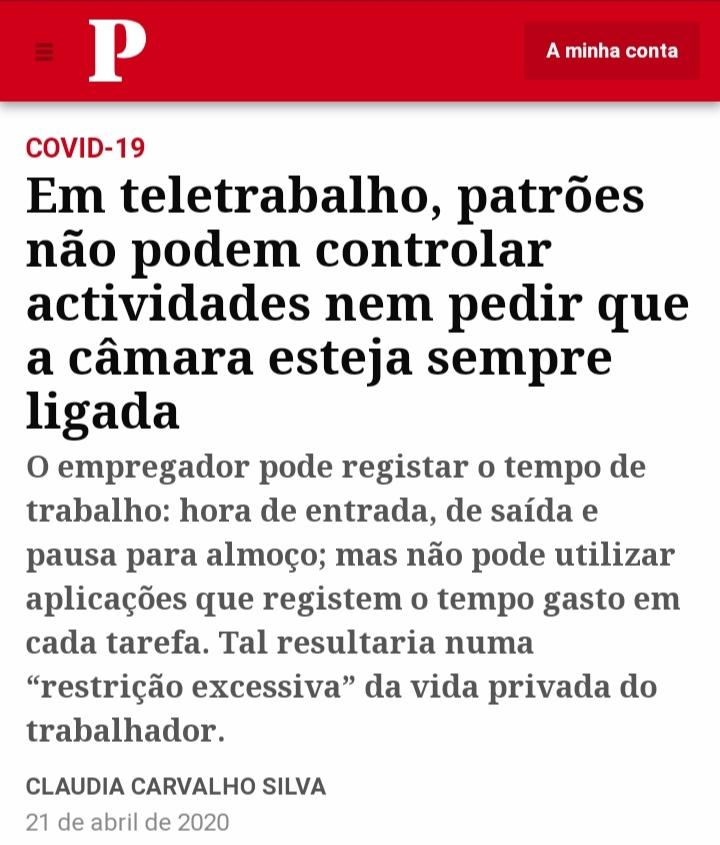 P
A minha conta
COVID-19
Em teletrabalho, patrões
não podem controlar
actividades nem pedir que
a câmara esteja sempre
ligada
O empregador pode registar o tempo de
trabalho: hora de entrada, de saída e
pausa para almoço; mas não pode utilizar
aplicações que registem o tempo gasto em
cada tarefa. Tal resultaria numa
“restrição excessiva” da vida privada do
trabalhador.
CLAUDIA CARVALHO SILVA
21 de abril de 2020